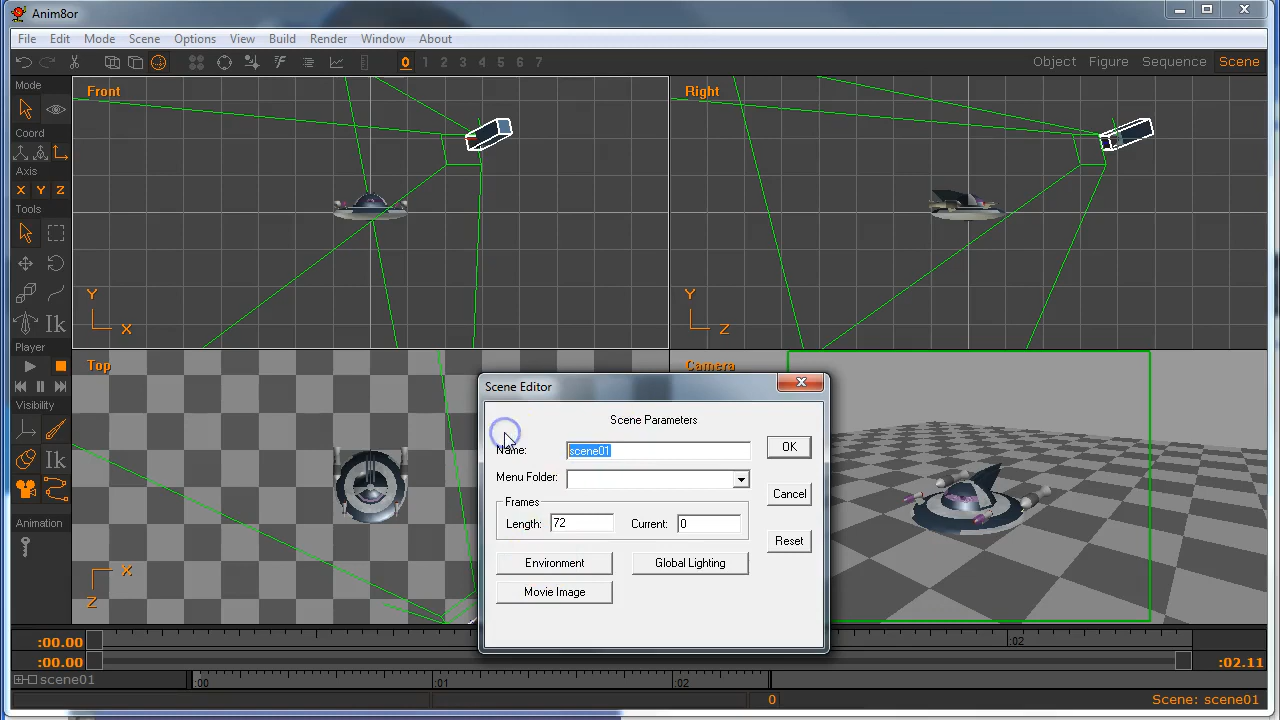 Anim8or
File Edit Mode Scene Options View Build Render Window About
0 1 2 3 4 5 6 7 Object Figure Sequence Scene
Mode
Coord
Axis
X Y Z
Tools
Ik
Player
Visibility
Ik
Animation
Front
Y
X
Right
Y
Z
Top
X
Z
Camera
Scene Editor
Scene Parameters
Name: scene01 OK
Menu Folder:
Cancel
Frames
Length: 72 Current: 0
Reset
Environment Global Lighting
Movie Image
:00.00 :02
:00.00 :02.11
scene01 :00 :01 :02
0 Scene: scene01